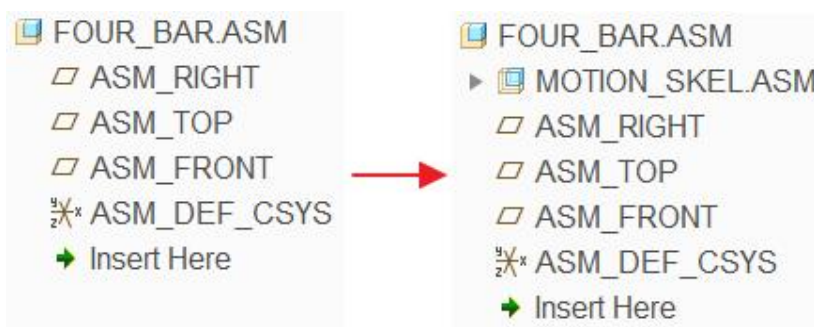 FOUR_BAR.ASM
ASM_RIGHT
ASM_TOP
ASM_FRONT
ASM_DEF_CSYS
Insert Here
FOUR_BAR.ASM
MOTION_SKEL.ASM
ASM_RIGHT
ASM_TOP
ASM_FRONT
ASM_DEF_CSYS
Insert Here